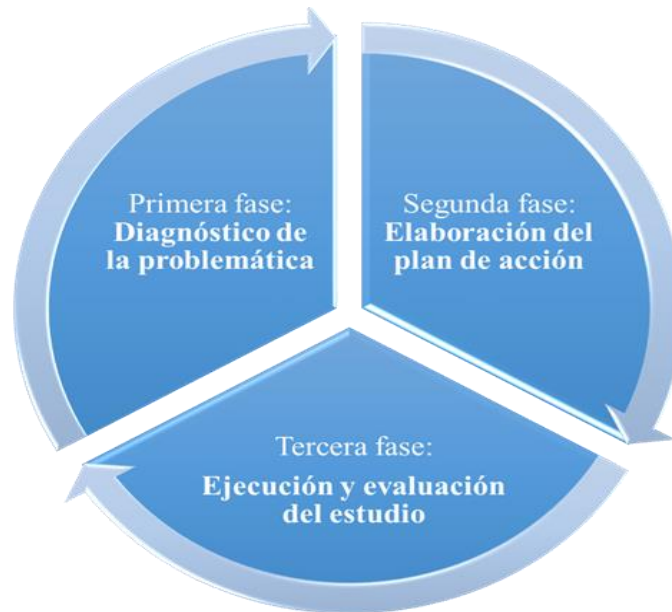 Primera fase:
Diagnóstico de
la problemática
Segunda fase:
Elaboración del
plan de acción
Tercera fase:
Ejecución y evaluación
del estudio